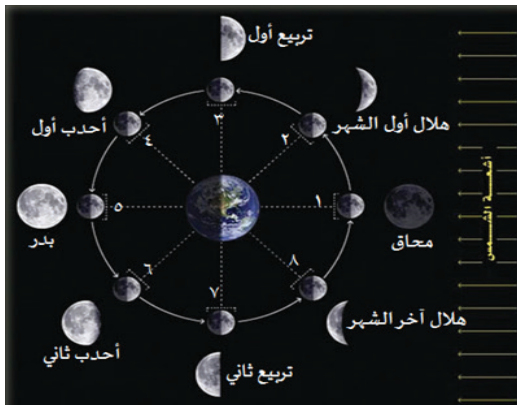 تربيع أول
هلال أول الشهر
أحدب أول
٣
٢
٤
أشعة الشمس
١
٥
محاق
بدر
٨
٦
٧
هلال آخر الشهر
أحدب ثاني
تربيع ثاني